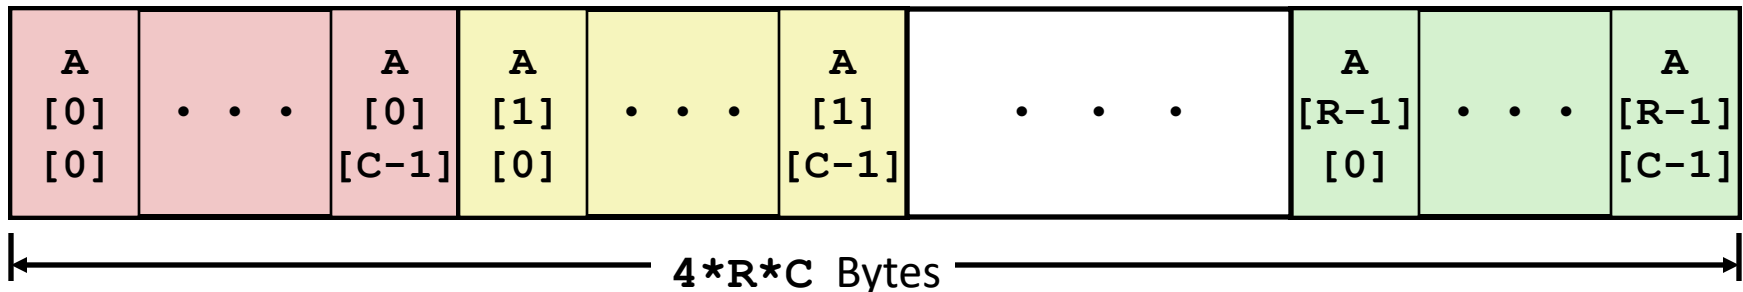 A A A A A A
[0] · · · [0] [1] · · · [1] · · · [R-1] · · · [R-1]
[0] [C-1] [0] [C-1] [0] [C-1]
4*R*C Bytes